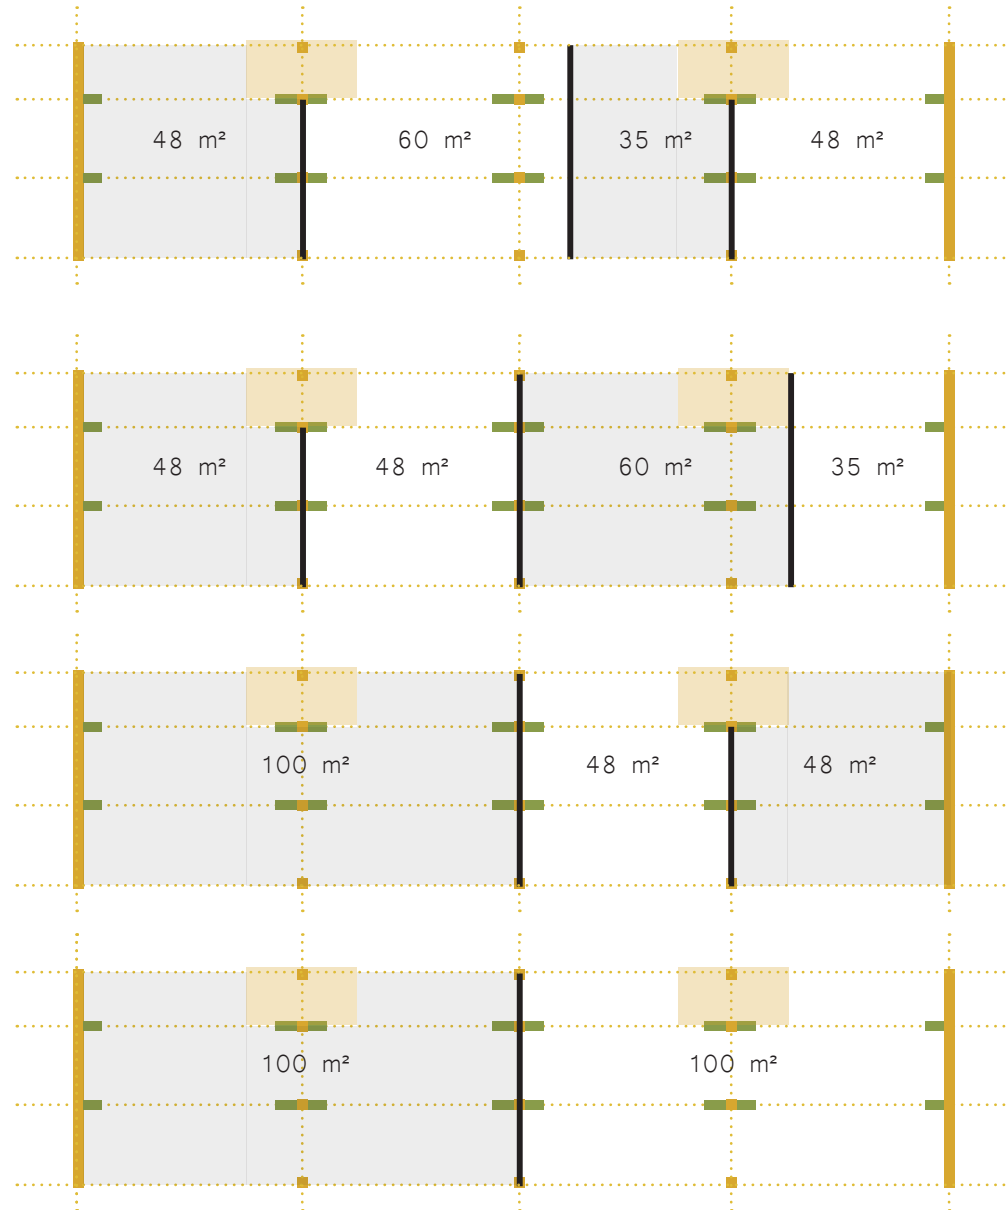 48 m² 60 m² 35 m² 48 m²
48 m² 48 m² 60 m² 35 m²
100 m² 48 m² 48 m²
100 m² 100 m²